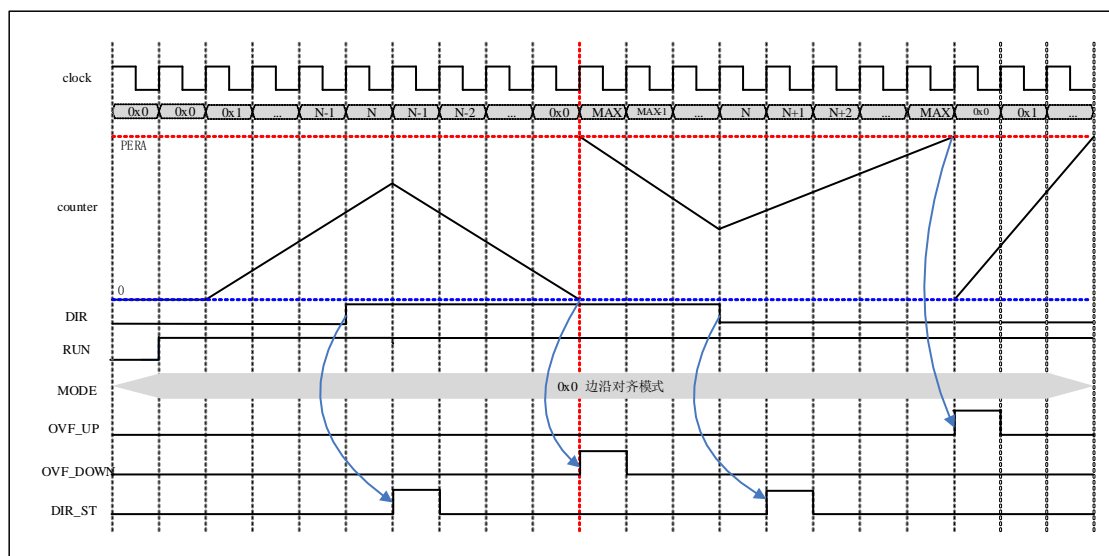 clock
0x0 0x0 0x1 ... N-1 N N-1 N-2 ... 0x0 MAX MAX-1 ... N N+1 N+2 ... MAX 0x0 0x1 ...
PERA
counter
0
DIR
RUN
MODE 0x0 边沿对齐模式
OVF_UP
OVF_DOWN
DIR_ST